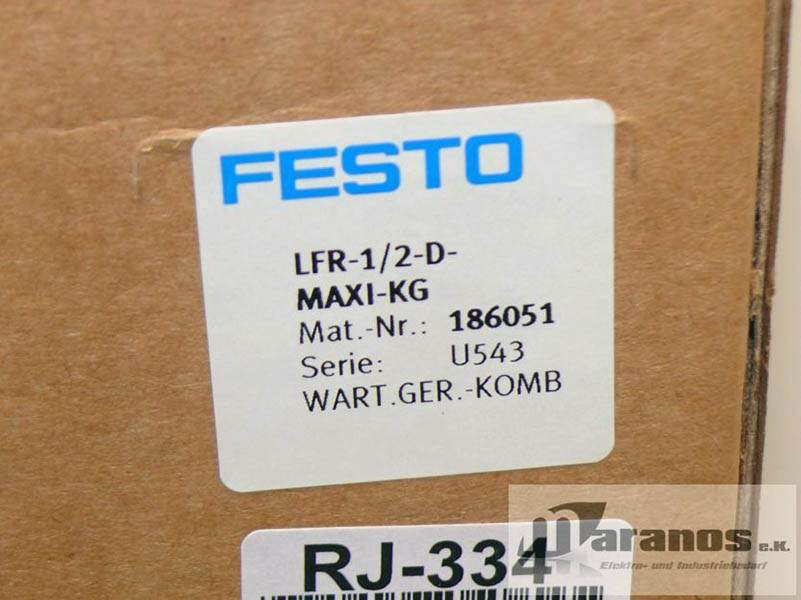 FESTO
LFR-1/2-D-
MAXI-KG
Mat.-Nr.: 186051
Serie: U543
WART.GER.-KOMB
RJ-334
Maranos e.K.
Elektro- und Industriebedarf